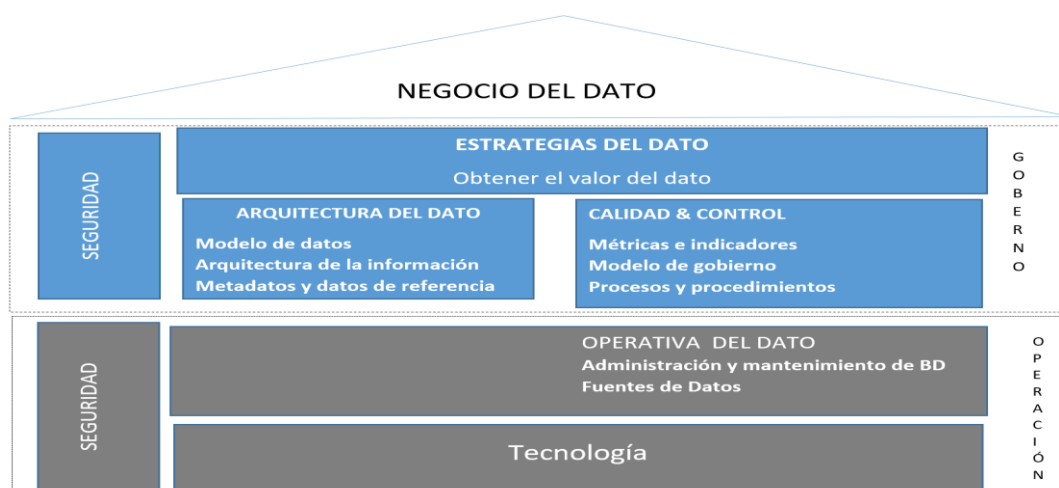 NEGOCIO DEL DATO
SEGURIDAD
ESTRATEGIAS DEL DATO
Obtener el valor del dato
ARQUITECTURA DEL DATO
Modelo de datos
Arquitectura de la información
Metadatos y datos de referencia
CALIDAD & CONTROL
Métricas e indicadores
Modelo de gobierno
Procesos y procedimientos
GOBIERNO
SEGURIDAD
OPERATIVA DEL DATO
Administración y mantenimiento de BD
Fuentes de Datos
Tecnología
OPERACIÓN